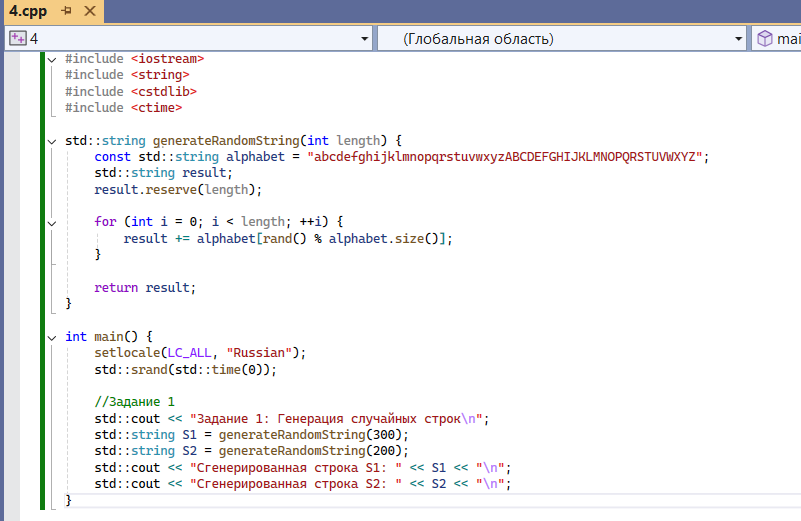 4.cpp
4 (Глобальная область) mai
#include <iostream>
#include <string>
#include <cstdlib>
#include <ctime>
std::string generateRandomString(int length) {
const std::string alphabet = "abcdefghijklmnopqrstuvwxyzABCDEFGHIJKLMNOPQRSTUVWXYZ";
std::string result;
result.reserve(length);
for (int i = 0; i < length; ++i) {
result += alphabet[rand() % alphabet.size()];
}
return result;
}
int main() {
setlocale(LC_ALL, "Russian");
std::srand(std::time(0));
//Задание 1
std::cout << "Задание 1: Генерация случайных строк\n";
std::string S1 = generateRandomString(300);
std::string S2 = generateRandomString(200);
std::cout << "Сгенерированная строка S1: " << S1 << "\n";
std::cout << "Сгенерированная строка S2: " << S2 << "\n";
}